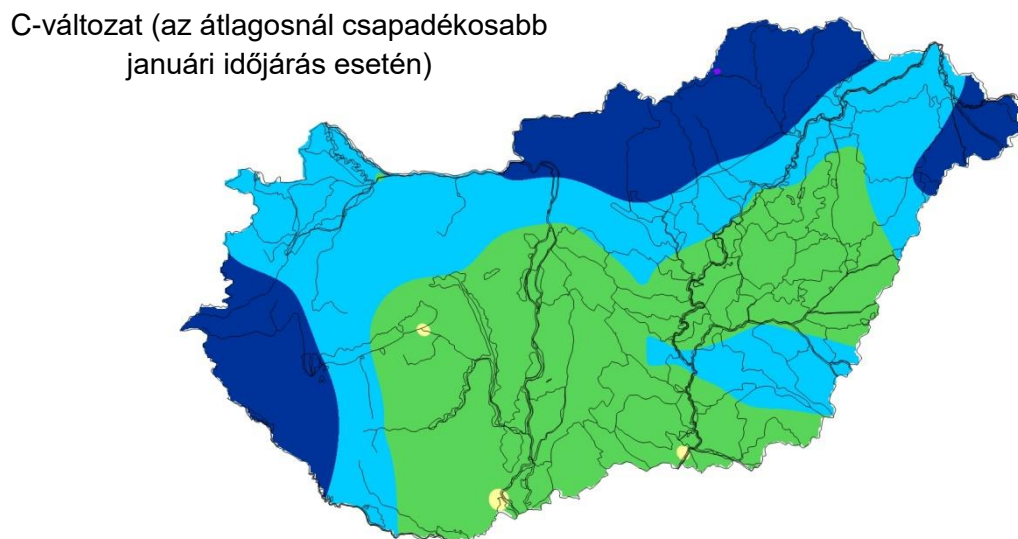 C-változat (az átlagosnál csapadékosabb
januári időjárás esetén)